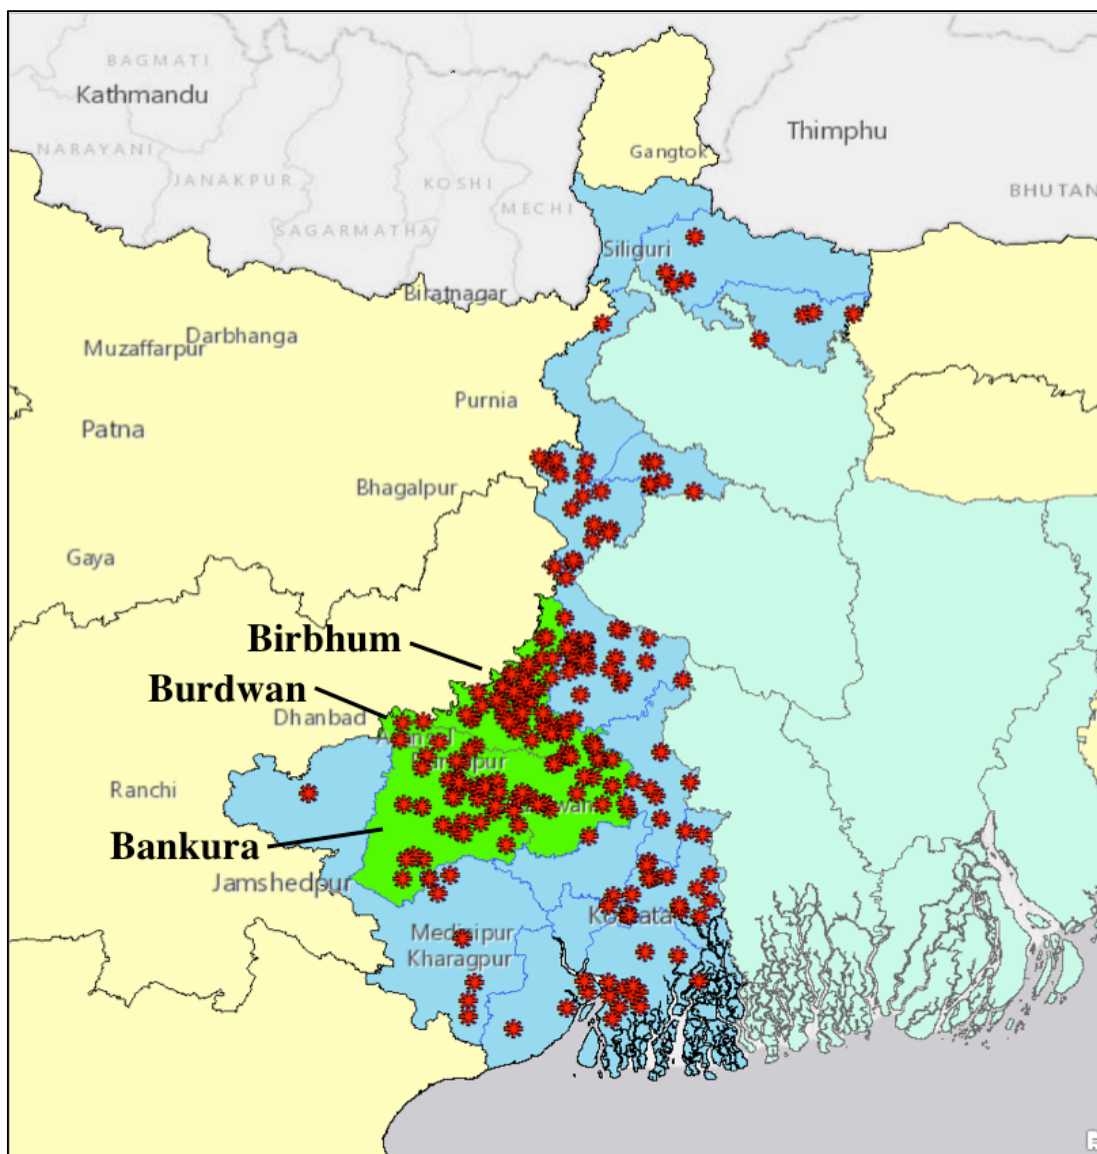 BAGMATI
Kathmandu
Thimphu
NARAYANI
Gangtok
JANAKPUR
KOSHI
BHUTAN
MECHI
SAGARMATHA
Siliguri
Biratnagar
Darbhanga
Muzaffarpur
Purnia
Patna
Bhagalpur
Gaya
Birbhum
Burdwan
Dhanbad
Ranchi
Bankura
Jamshedpur
Kolkata
Medinipur
Kharagpur